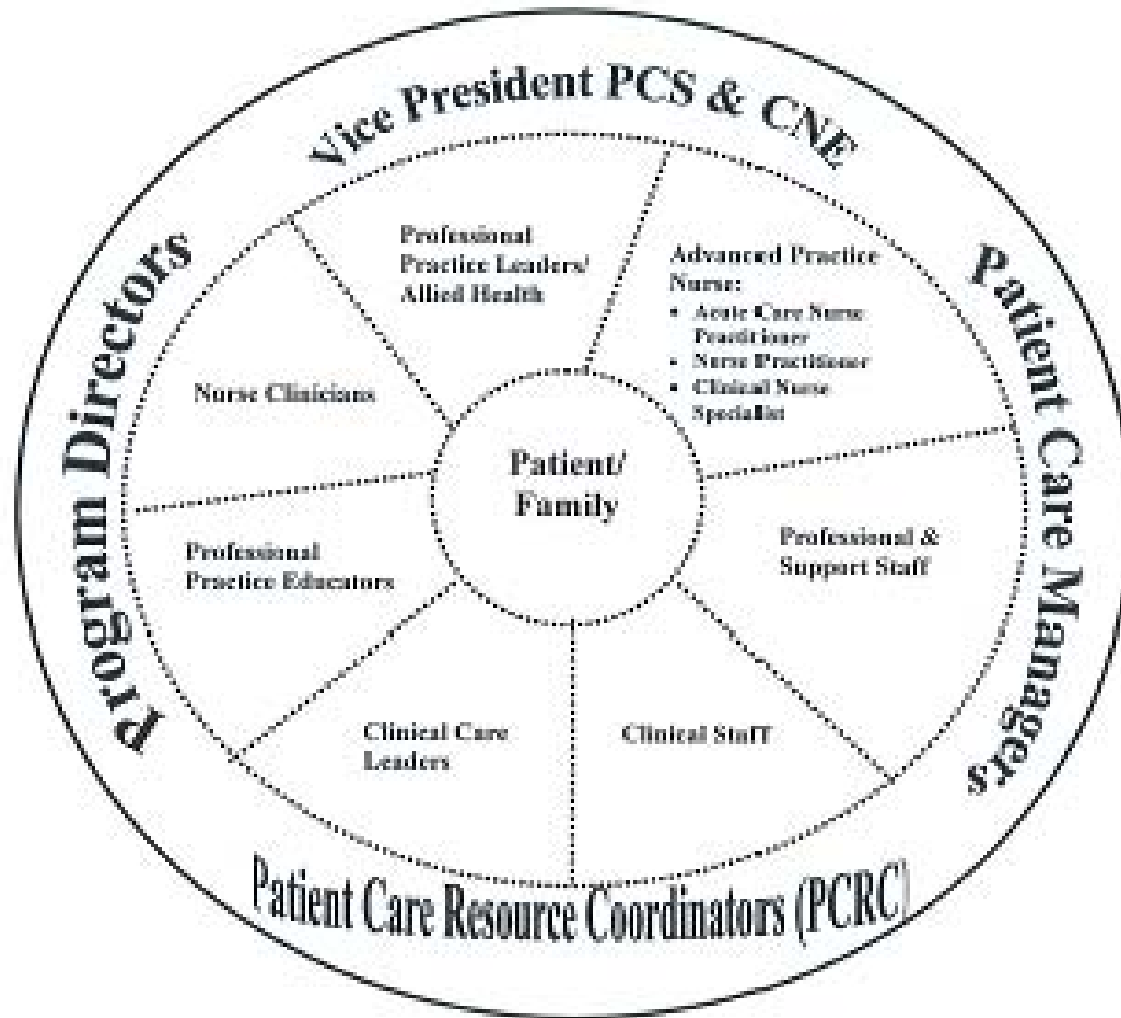 Vice President PCS & CNE
Program Directors
Patient Care Managers
Professional
Practice Leaders/
Allied Health
Advanced Practice
Nurse:
• Acute Care Nurse
Practitioner
• Nurse Practitioner
• Clinical Nurse
Specialist
Nurse Clinicians
Patient/
Family
Professional &
Support Staff
Professional
Practice Educators
Clinical Care
Leaders
Clinical Staff
Patient Care Resource Coordinators (PCRC)